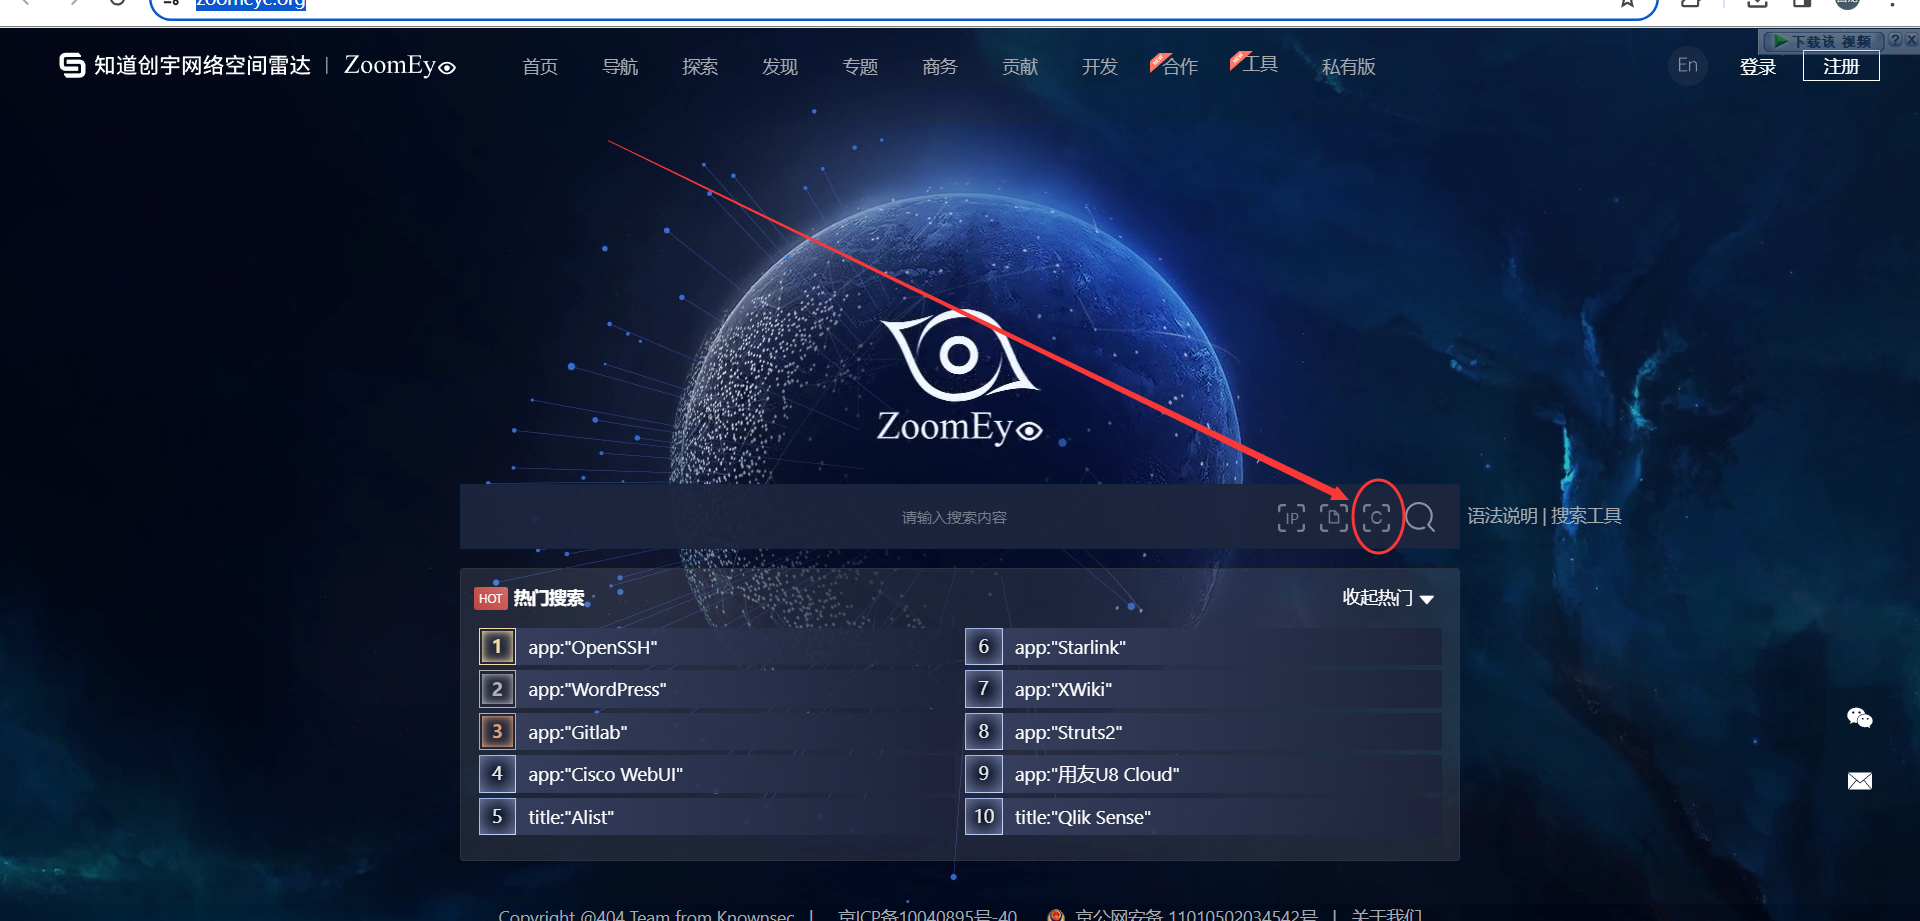 zoomeye.org
下载该 视频 ? X
知道创宇网络空间雷达 | ZoomEye
首页 导航 探索 发现 专题 商务 贡献 开发 NEW 合作 NEW 工具 私有版
En 登录 注册
ZoomEye
请输入搜索内容 IP D C
语法说明 | 搜索工具
HOT 热门搜索 收起热门
1 app:"OpenSSH"
2 app:"WordPress"
3 app:"Gitlab"
4 app:"Cisco WebUI"
5 title:"Alist"
6 app:"Starlink"
7 app:"XWiki"
8 app:"Struts2"
9 app:"用友U8 Cloud"
10 title:"Qlik Sense"
Copyright @404 Team from Knownsec | 京ICP备10040895号-40 京公网安备 11010502034542号 | 关于我们